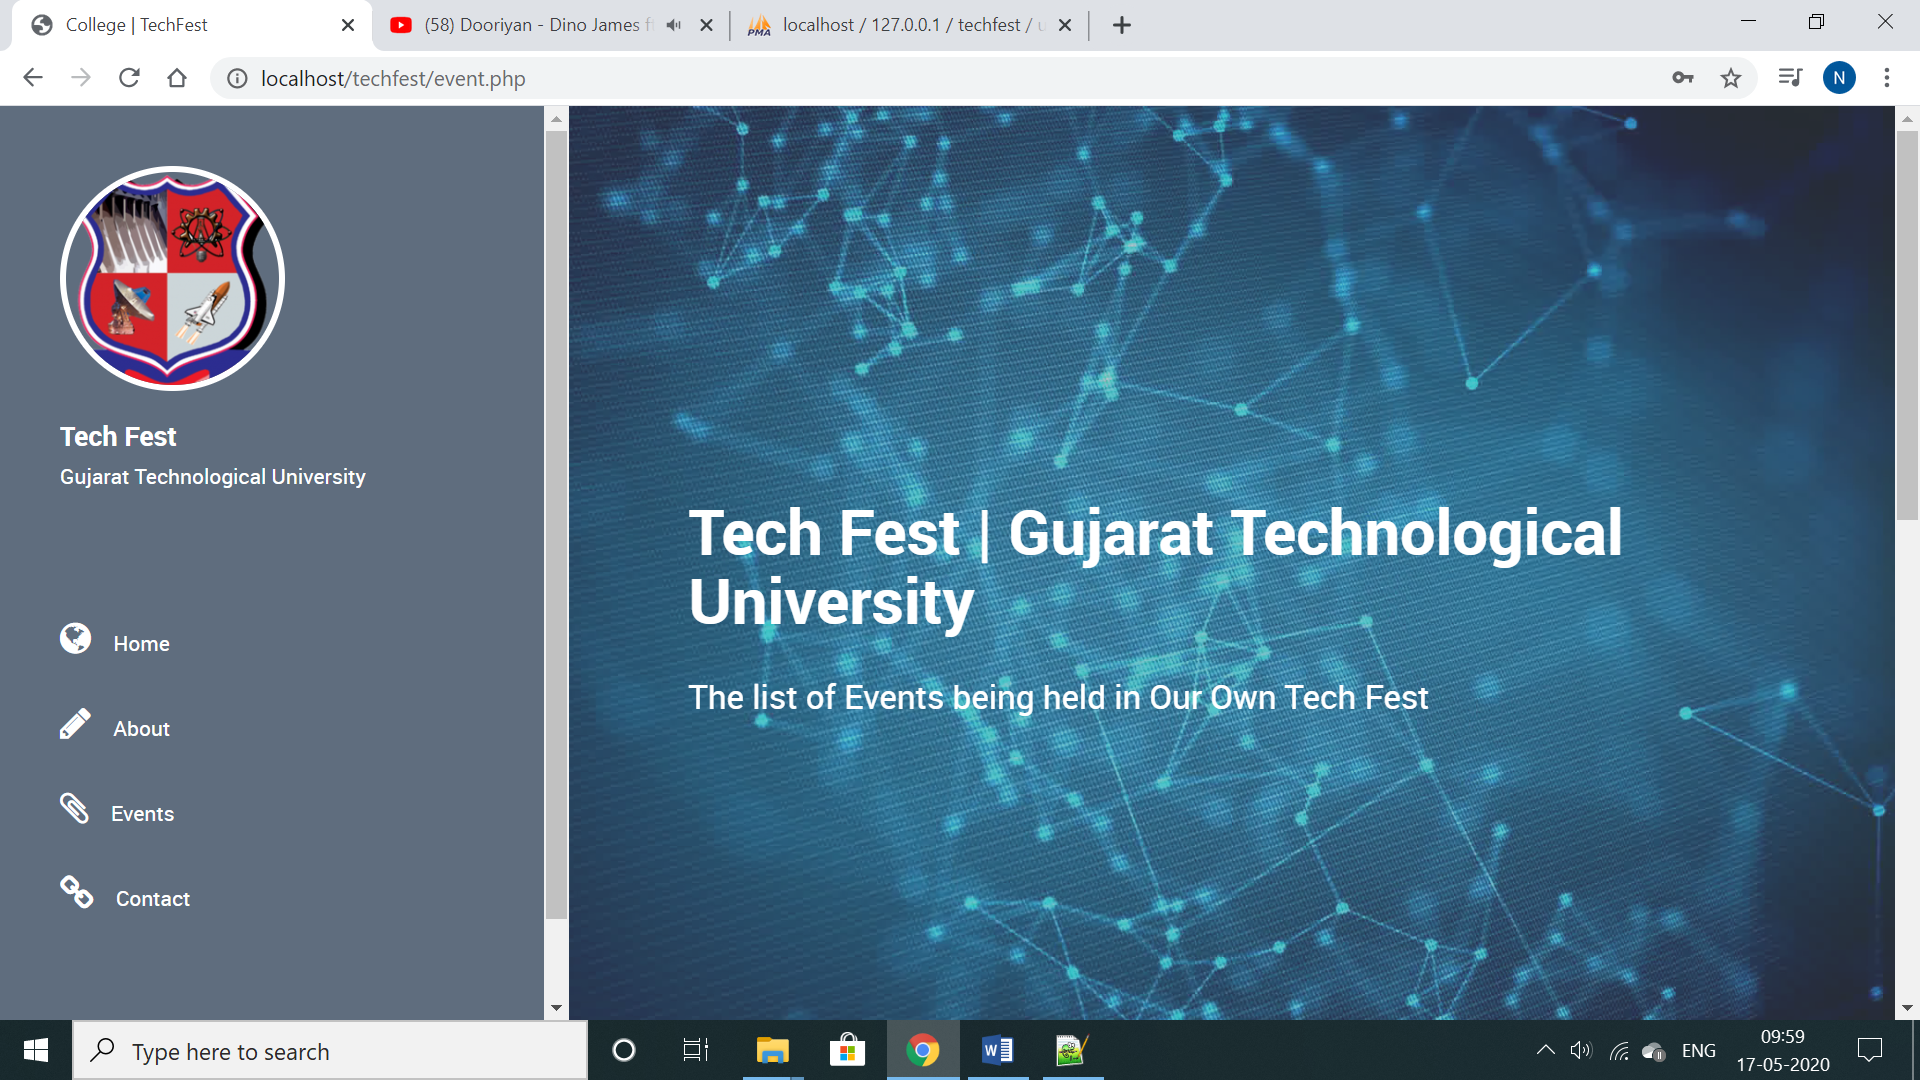 College | TechFest
(58) Dooriyan - Dino James
localhost / 127.0.0.1 / techfest /
localhost/techfest/event.php
N
Tech Fest
Gujarat Technological University
Home
About
Events
Contact
Tech Fest | Gujarat Technological
University
The list of Events being held in Our Own Tech Fest
Type here to search
ENG
09:59
17-05-2020